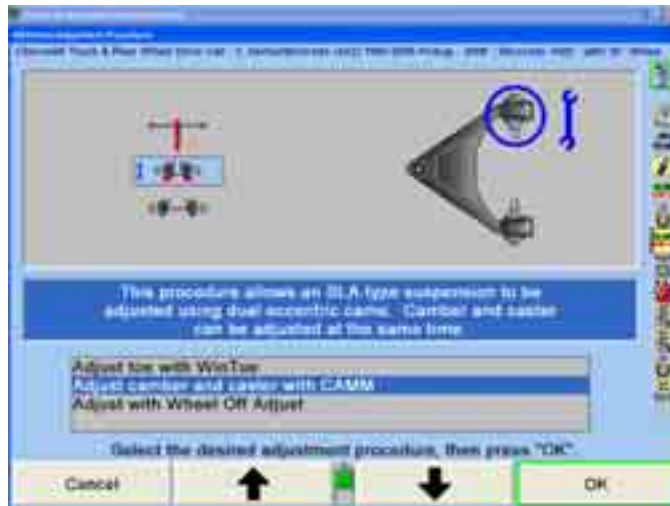 This procedure allows an SLA type suspension to be
adjusted using dual eccentric cams. Camber and caster
can be adjusted at the same time.
Adjust toe with WinToe
Adjust camber and caster with CAMM
Adjust with Wheel Off Adjust
Select the desired adjustment procedure, then press "OK".
Cancel
OK